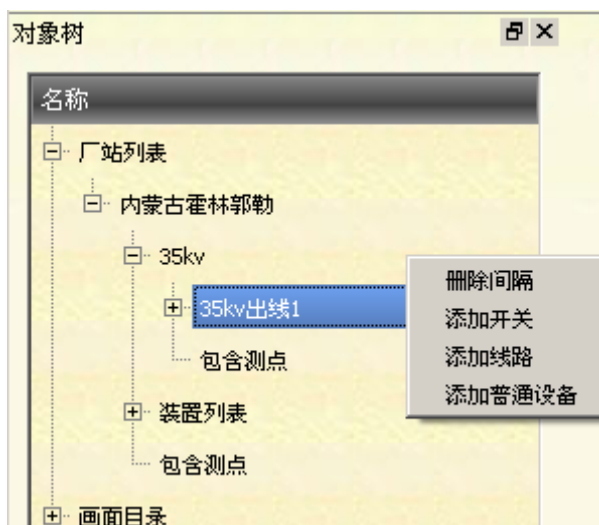 对象树
名称
厂站列表
内蒙古霍林郭勒
35kv
35kv出线1
包含测点
装置列表
包含测点
画面目录
删除间隔
添加开关
添加线路
添加普通设备